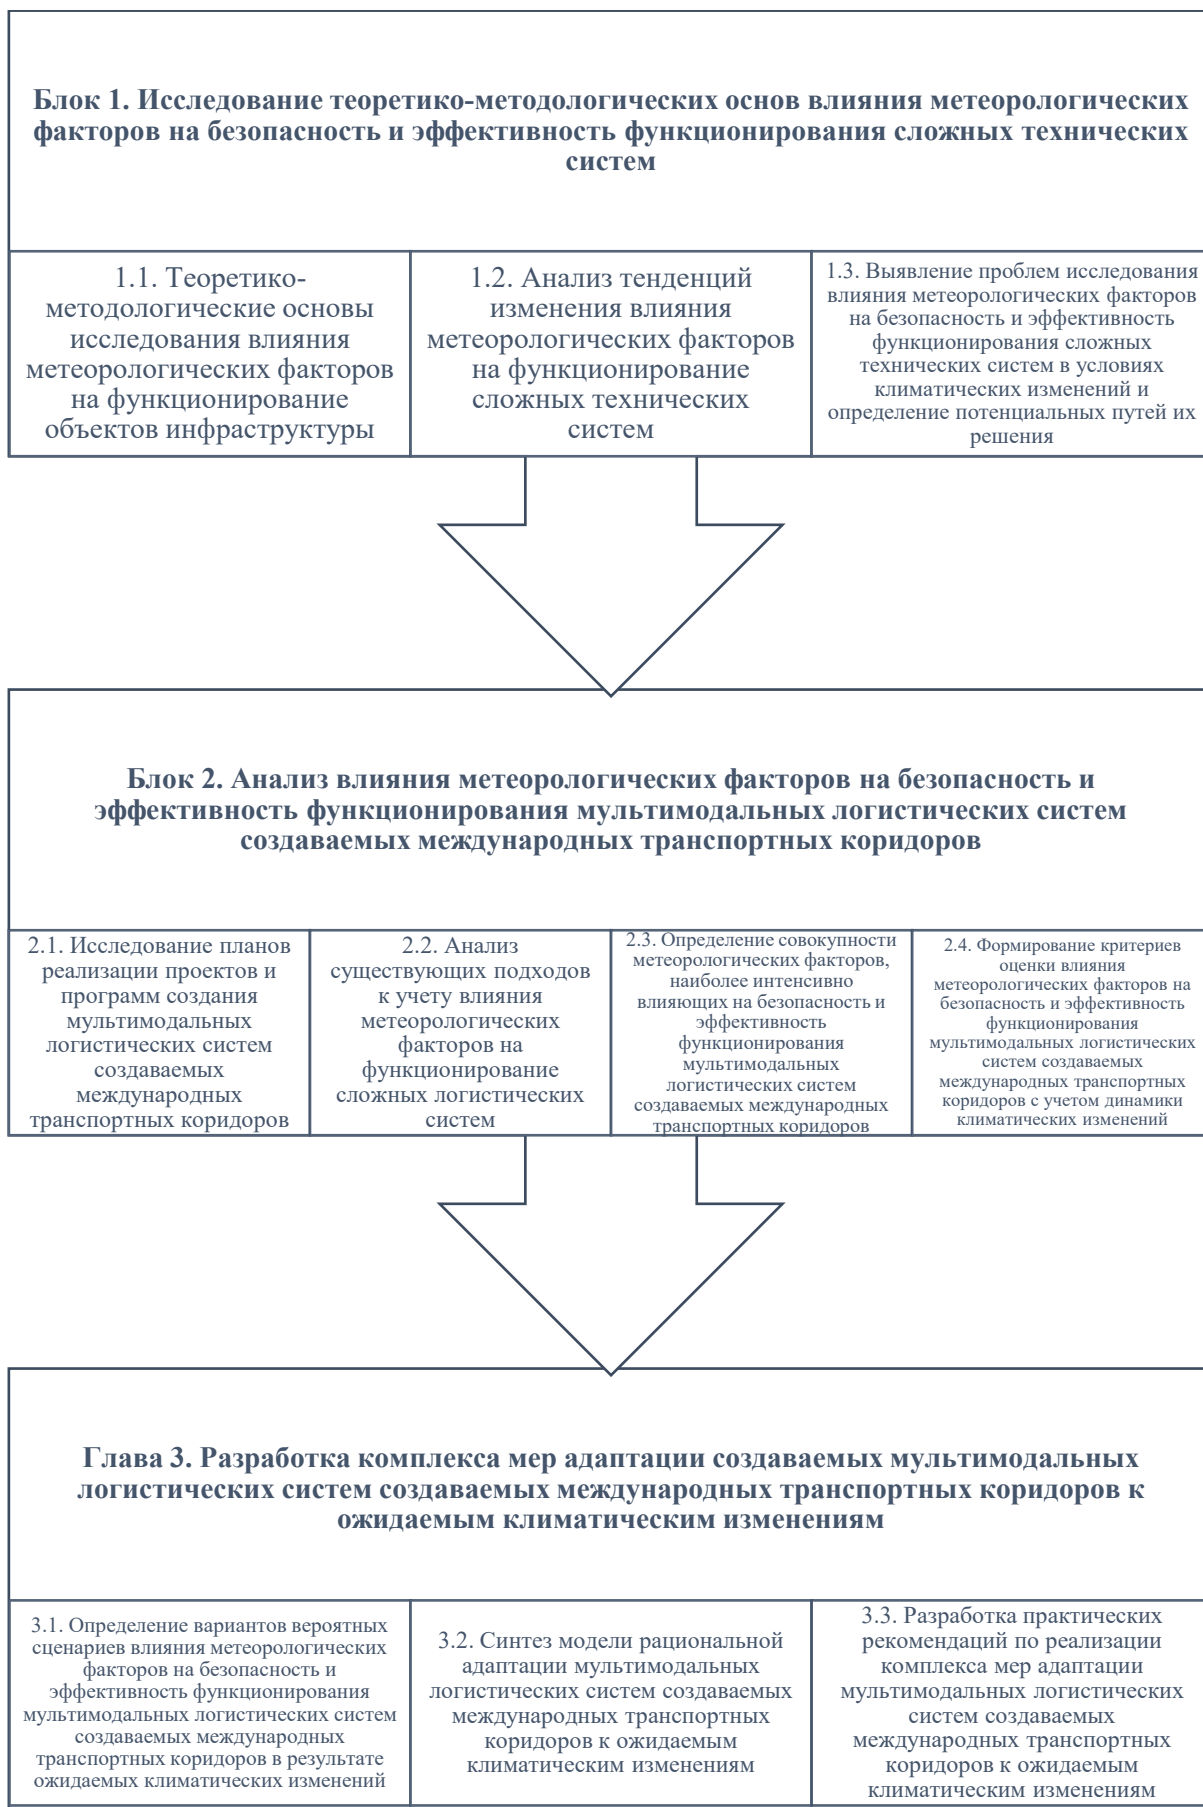 Блок 1. Исследование теоретико-методологических основ влияния метеорологических
факторов на безопасность и эффективность функционирования сложных технических
систем
1.1. Теоретико-
методологические основы
исследования влияния
метеорологических факторов
на функционирование
объектов инфраструктуры
1.2. Анализ тенденций
изменения влияния
метеорологических факторов
на функционирование
сложных технических
систем
1.3. Выявление проблем исследования
влияния метеорологических факторов
на безопасность и эффективность
функционирования сложных
технических систем в условиях
климатических изменений и
определение потенциальных путей их
решения
Блок 2. Анализ влияния метеорологических факторов на безопасность и
эффективность функционирования мультимодальных логистических систем
создаваемых международных транспортных коридоров
2.1. Исследование планов
реализации проектов и
программ создания
мультимодальных
логистических систем
создаваемых
международных
транспортных коридоров
2.2. Анализ
существующих подходов
к учету влияния
метеорологических
факторов на
функционирование
сложных логистических
систем
2.3. Определение совокупности
метеорологических факторов,
наиболее интенсивно
влияющих на безопасность и
эффективность
функционирования
мультимодальных
логистических систем
создаваемых международных
транспортных коридоров
2.4. Формирование критериев
оценки влияния
метеорологических факторов на
безопасность и эффективность
функционирования
мультимодальных логистических
систем создаваемых
международных транспортных
коридоров с учетом динамики
климатических изменений
Глава 3. Разработка комплекса мер адаптации создаваемых мультимодальных
логистических систем создаваемых международных транспортных коридоров к
ожидаемым климатическим изменениям
3.1. Определение вариантов вероятных
сценариев влияния метеорологических
факторов на безопасность и
эффективность функционирования
мультимодальных логистических систем
создаваемых международных
транспортных коридоров в результате
ожидаемых климатических изменений
3.2. Синтез модели рациональной
адаптации мультимодальных
логистических систем создаваемых
международных транспортных
коридоров к ожидаемым
климатическим изменениям
3.3. Разработка практических
рекомендаций по реализации
комплекса мер адаптации
мультимодальных логистических
систем создаваемых
международных транспортных
коридоров к ожидаемым
климатическим изменениям